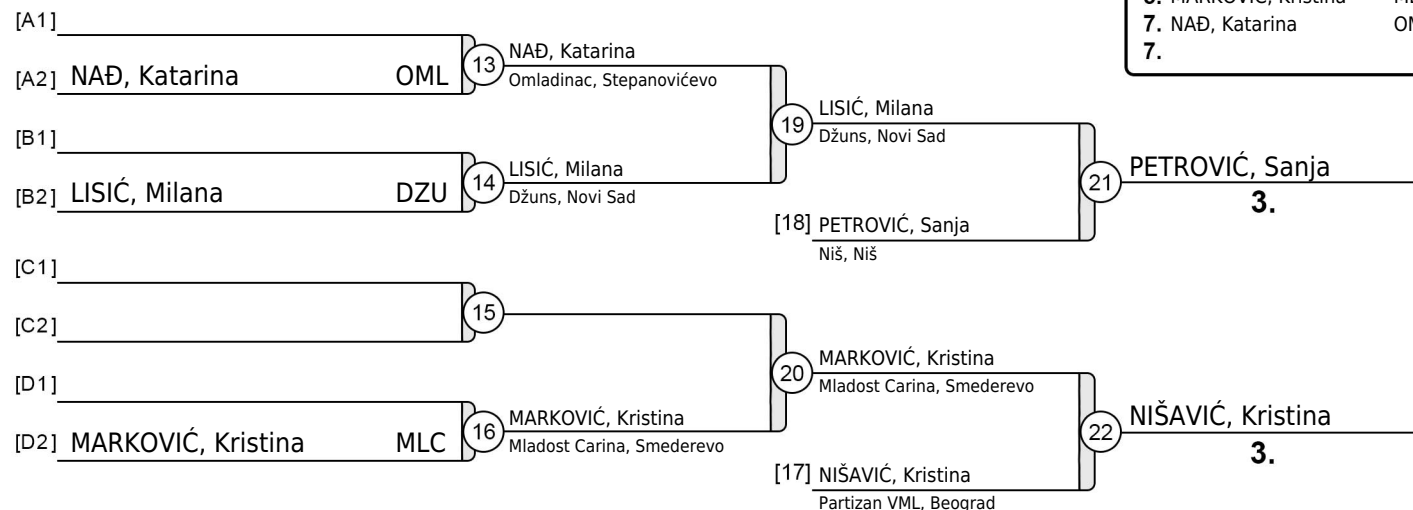 [A1]
[A2] NAĐ, Katarina OML
13
NAĐ, Katarina
Omladinac, Stepanovićevo
[B1]
[B2] LISIĆ, Milana DZU
14
LISIĆ, Milana
Džuns, Novi Sad
19
LISIĆ, Milana
Džuns, Novi Sad
[18] PETROVIĆ, Sanja
Niš, Niš
21
PETROVIĆ, Sanja
3.
[C1]
[C2]
15
[D1]
[D2] MARKOVIĆ, Kristina MLC
16
MARKOVIĆ, Kristina
Mladost Carina, Smederevo
20
MARKOVIĆ, Kristina
Mladost Carina, Smederevo
[17] NIŠAVIĆ, Kristina
Partizan VML, Beograd
22
NIŠAVIĆ, Kristina
3.
7. NAĐ, Katarina
7.